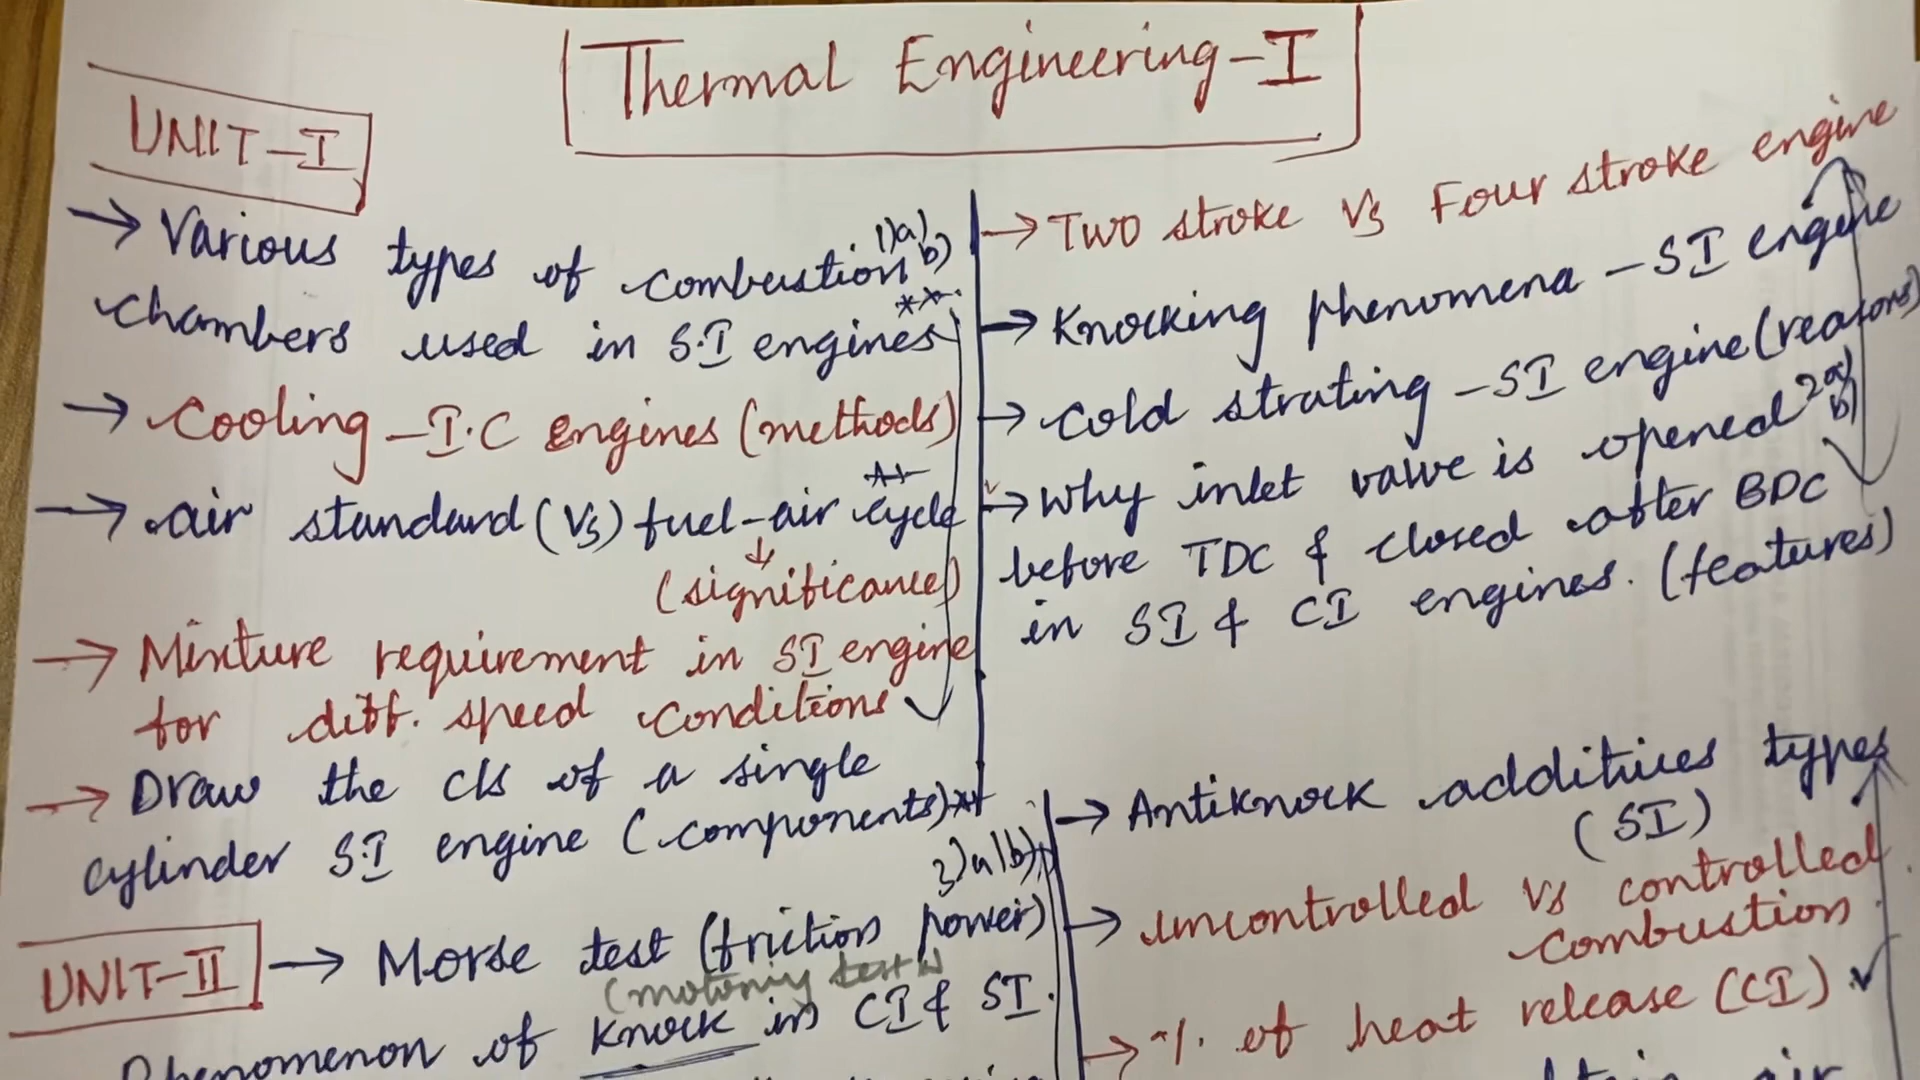 Thermal Engineering-I
UNIT-I
→ Various types of combustion 1)a) b)
chambers used in S.I engines **
→ Cooling - I.C Engines (methods)
→ air standard (Vs) fuel-air cycle **
(significance)
→ Mixture requirement in SI engine
for diff. speed conditions
→ Draw the c/s of a single
cylinder S.I engine (components) **
→ Two stroke Vs Four stroke engine
→ Knocking phenomena - SI engine
→ cold strating - SI engine (reasons)
→ Why inlet valve is opened 2 a) b)
before TDC & closed after BDC
in SI & CI engines. (features)
3)a)b)
UNIT-II → Morse test (friction power)
(motoring test)
Phenomenon of knock in CI & SI.
→ Antiknock additives types
(SI)
→ uncontrolled vs controlled
combustion
→ %. of heat release (CI)
air